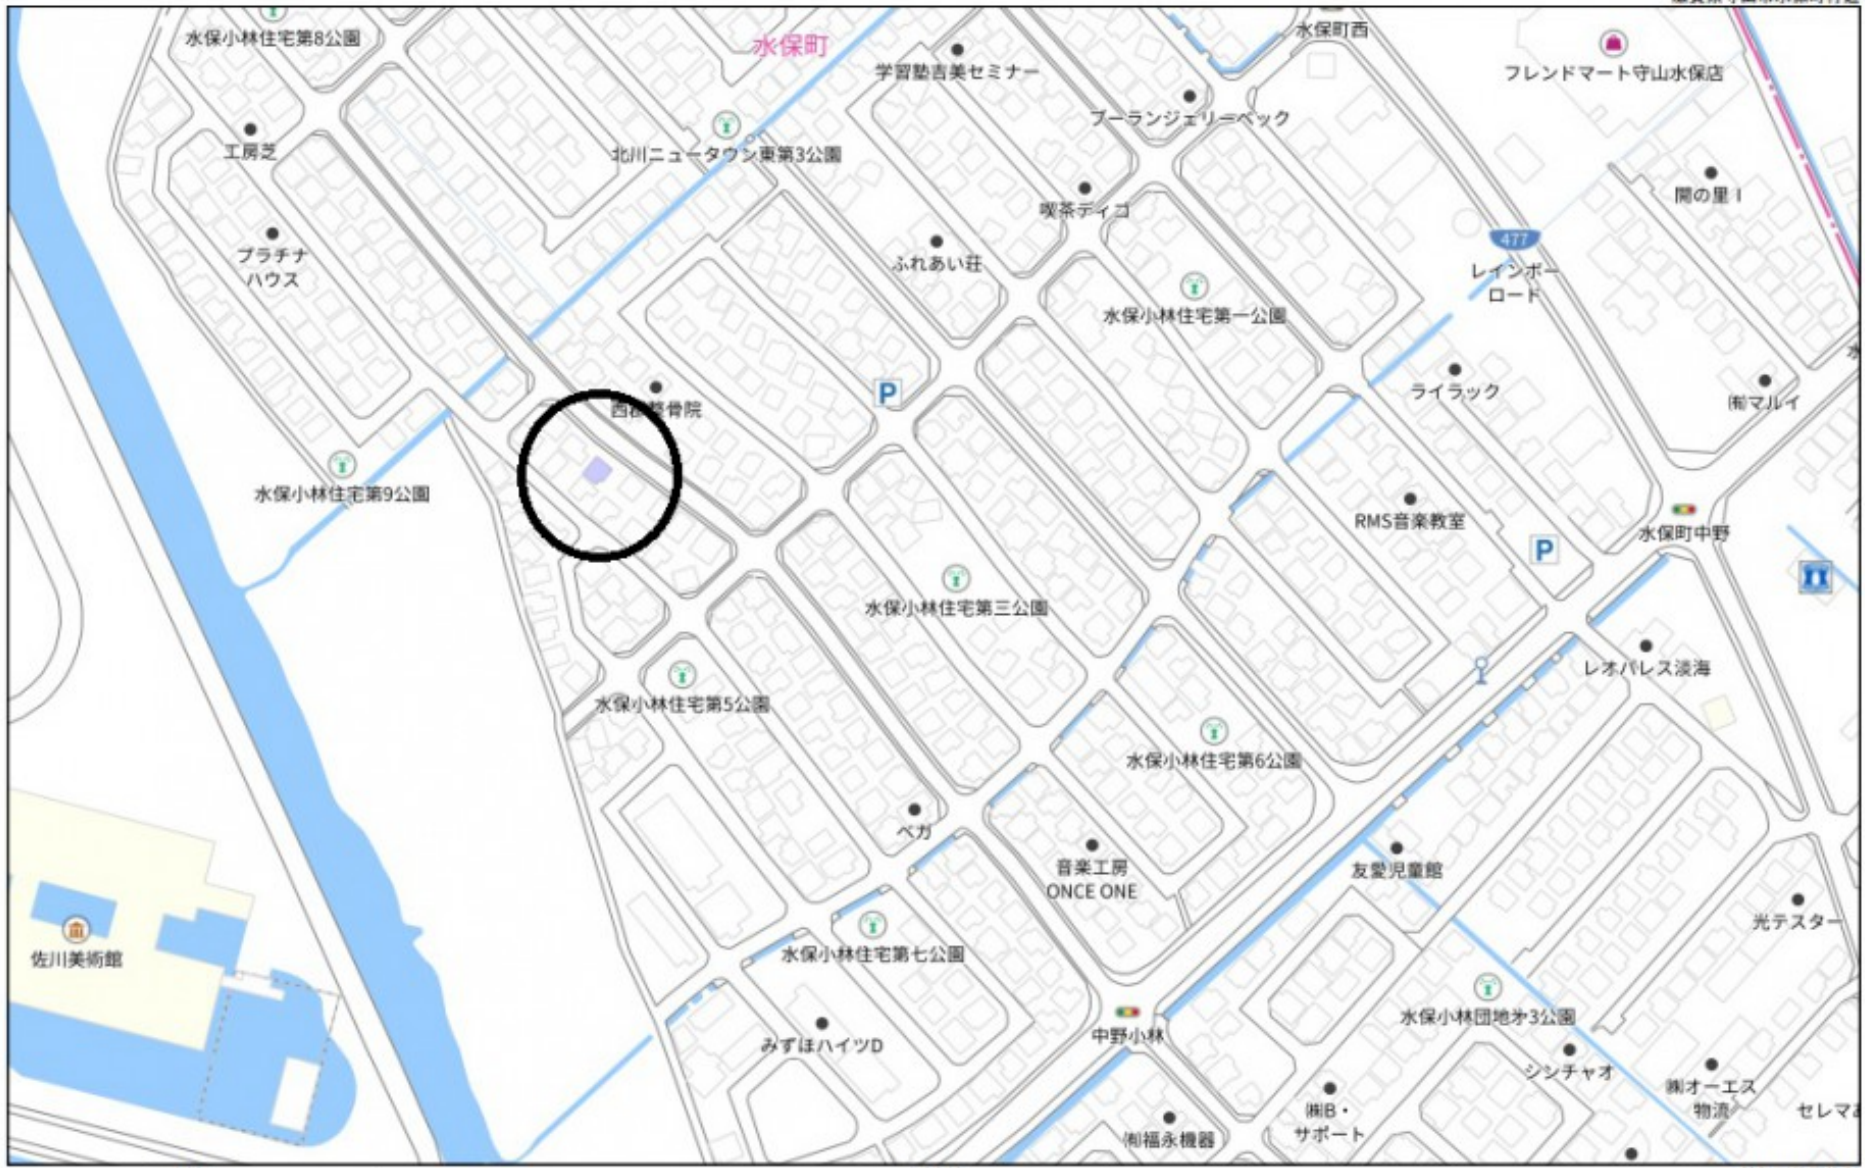 水保小林住宅第8公園
水保町
水保町西
学習塾吉美セミナー
フレンドマート守山水保店
ブーランジェリーペック
工房芝
北川ニュータウン東第3公園
開の里Ⅰ
喫茶ディゴ
プラチナ
ハウス
ふれあい荘
477
レインボー
ロード
水保小林住宅第一公園
P
ライラック
㈲マルイ
整骨院
水保小林住宅第9公園
RMS音楽教室
水保町中野
P
水保小林住宅第三公園
レオパレス淡海
水保小林住宅第5公園
水保小林住宅第6公園
ベガ
音楽工房
ONCE ONE
友愛児童館
光テスター
佐川美術館
水保小林住宅第七公園
水保小林団地第3公園
中野小林
みずほハイツD
シンチャオ
㈱オーエス
物流
㈱B・
サポート
セレマ
㈲福永機器